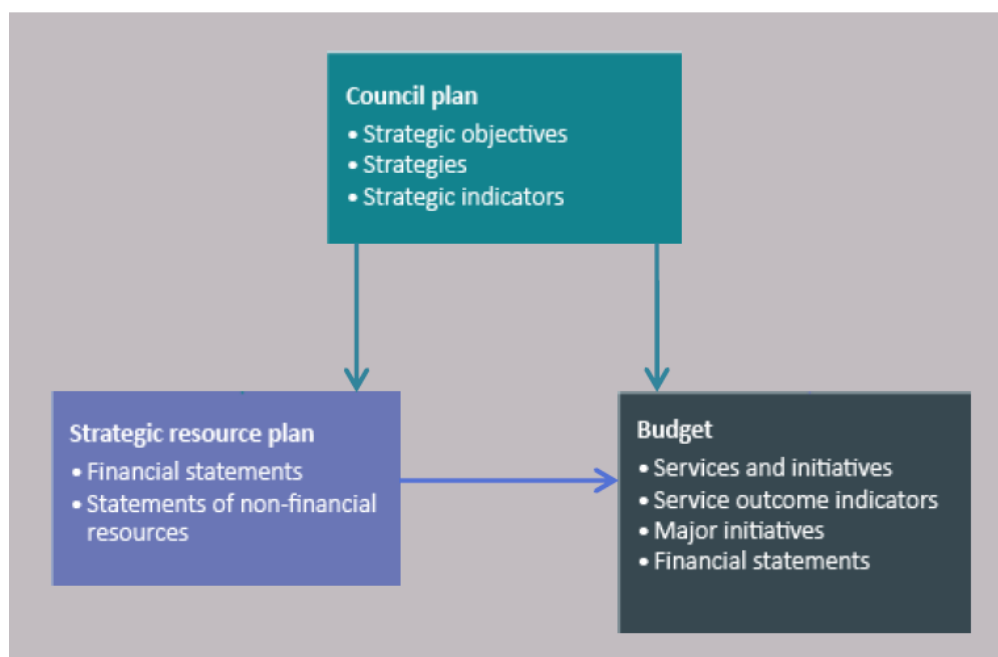 Council plan
• Strategic objectives
• Strategies
• Strategic indicators
Strategic resource plan
• Financial statements
• Statements of non-financial
resources
Budget
• Services and initiatives
• Service outcome indicators
• Major initiatives
• Financial statements